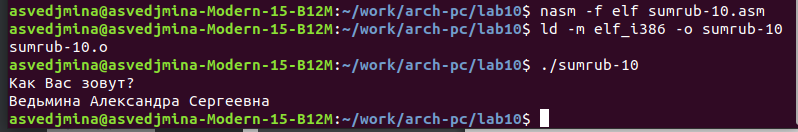 asvedjmina@asvedjmina-Modern-15-B12M:~/work/arch-pc/lab10$ nasm -f elf sumrub-10.asm
asvedjmina@asvedjmina-Modern-15-B12M:~/work/arch-pc/lab10$ ld -m elf_i386 -o sumrub-10
sumrub-10.o
asvedjmina@asvedjmina-Modern-15-B12M:~/work/arch-pc/lab10$ ./sumrub-10
Как Вас зовут?
Ведьмина Александра Сергеевна
asvedjmina@asvedjmina-Modern-15-B12M:~/work/arch-pc/lab10$